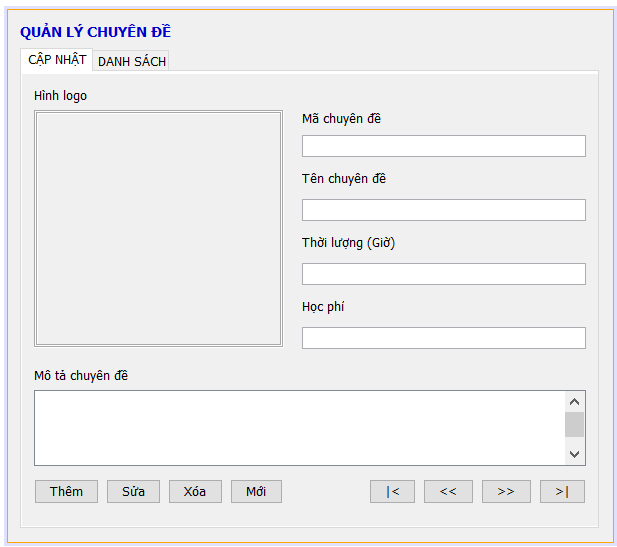 QUẢN LÝ CHUYÊN ĐỀ
CẬP NHẬT DANH SÁCH
Hình logo
Mã chuyên đề
Tên chuyên đề
Thời lượng (Giờ)
Học phí
Mô tả chuyên đề
Thêm Sửa Xóa Mới |< << >> >|